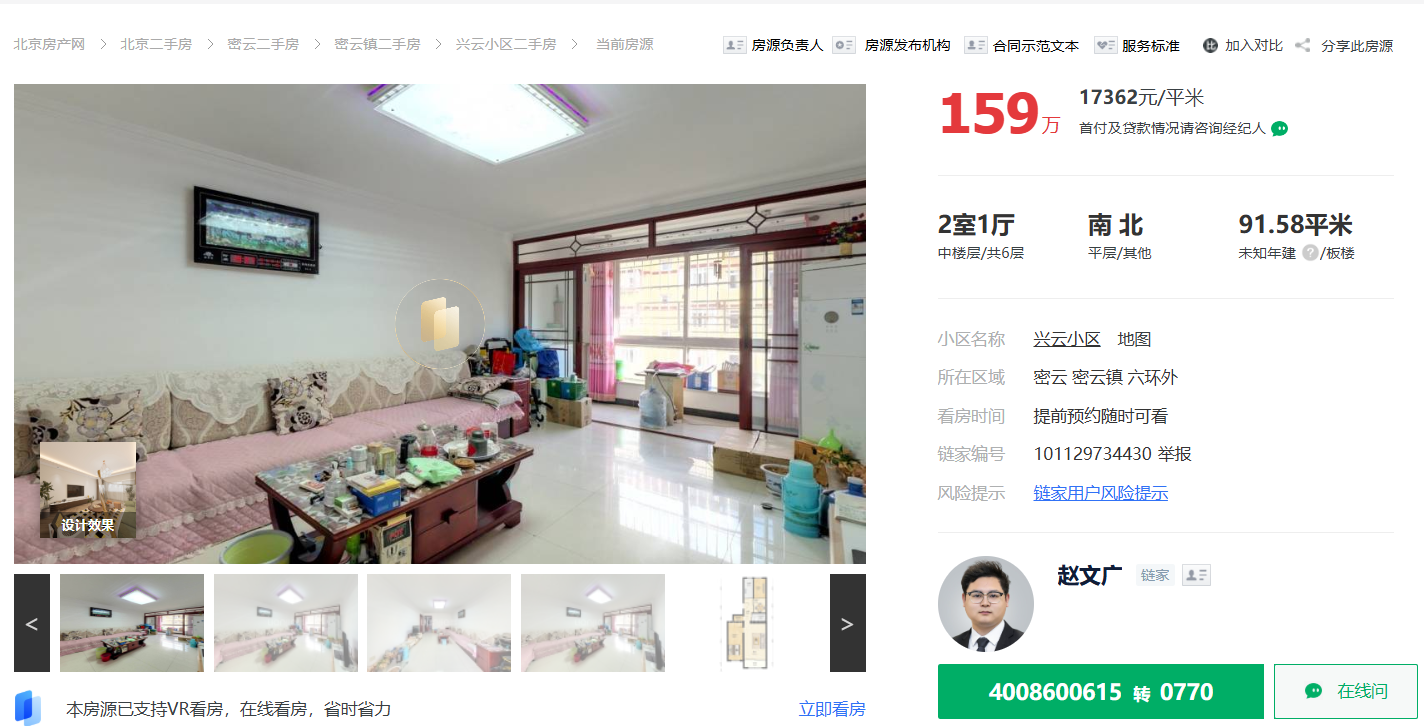 北京房产网 > 北京二手房 > 密云二手房 > 密云镇二手房 > 兴云小区二手房 > 当前房源
房源负责人 房源发布机构 合同示范文本 服务标准 加入对比 分享此房源
159万
17362元/平米
首付及贷款情况请咨询经纪人
2室1厅 南 北 91.58平米
中楼层/共6层 平层/其他 未知年建 ? /板楼
小区名称 兴云小区 地图
所在区域 密云 密云镇 六环外
看房时间 提前预约随时可看
链家编号 101129734430 举报
风险提示 链家用户风险提示
设计效果
< >
赵文广 链家
4008600615 转 0770
在线问
本房源已支持VR看房，在线看房，省时省力 立即看房